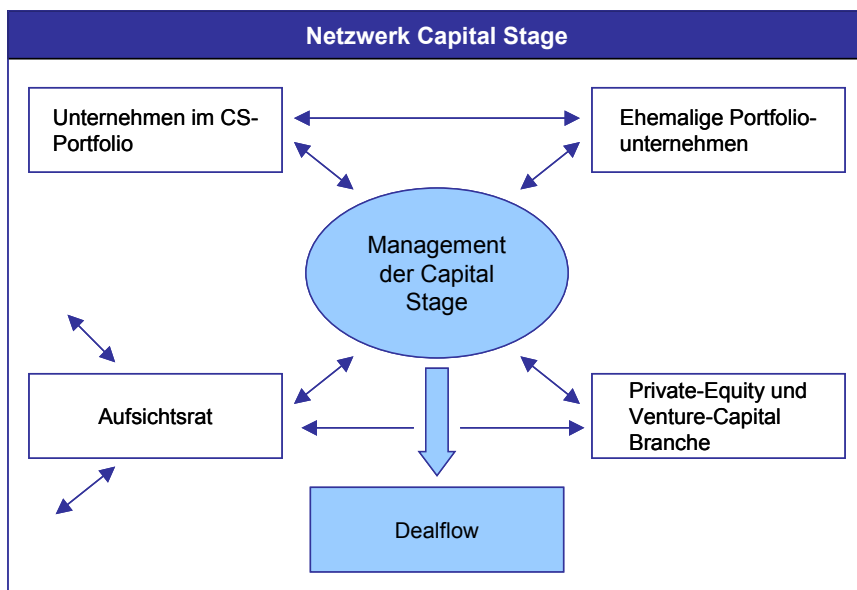 Netzwerk Capital Stage
Unternehmen im CS-
Portfolio
Ehemalige Portfolio-
unternehmen
Management
der Capital
Stage
Aufsichtsrat
Private-Equity und
Venture-Capital
Branche
Dealflow